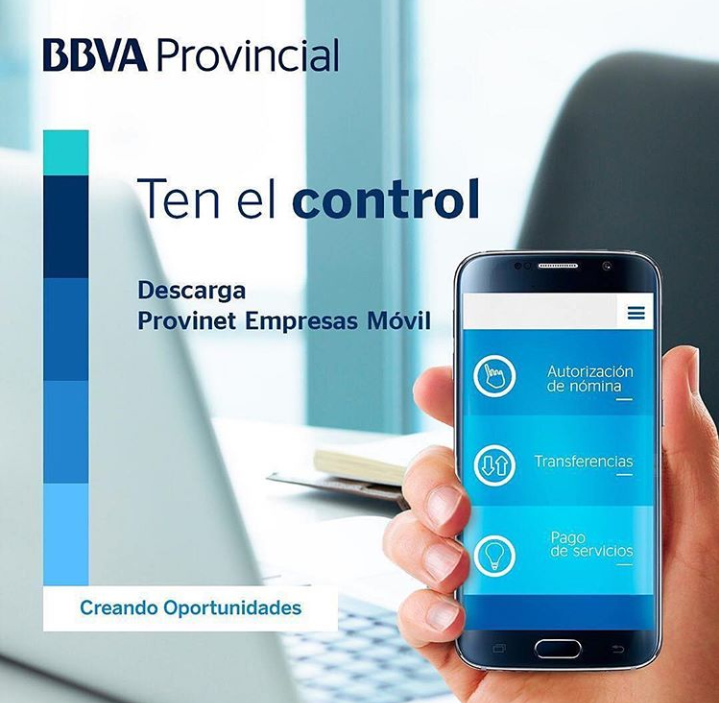 BBVA Provincial
Ten el control
Descarga
Provinet Empresas Móvil
Autorización
de nómina
Transferencias
Pago
de servicios
Creando Oportunidades